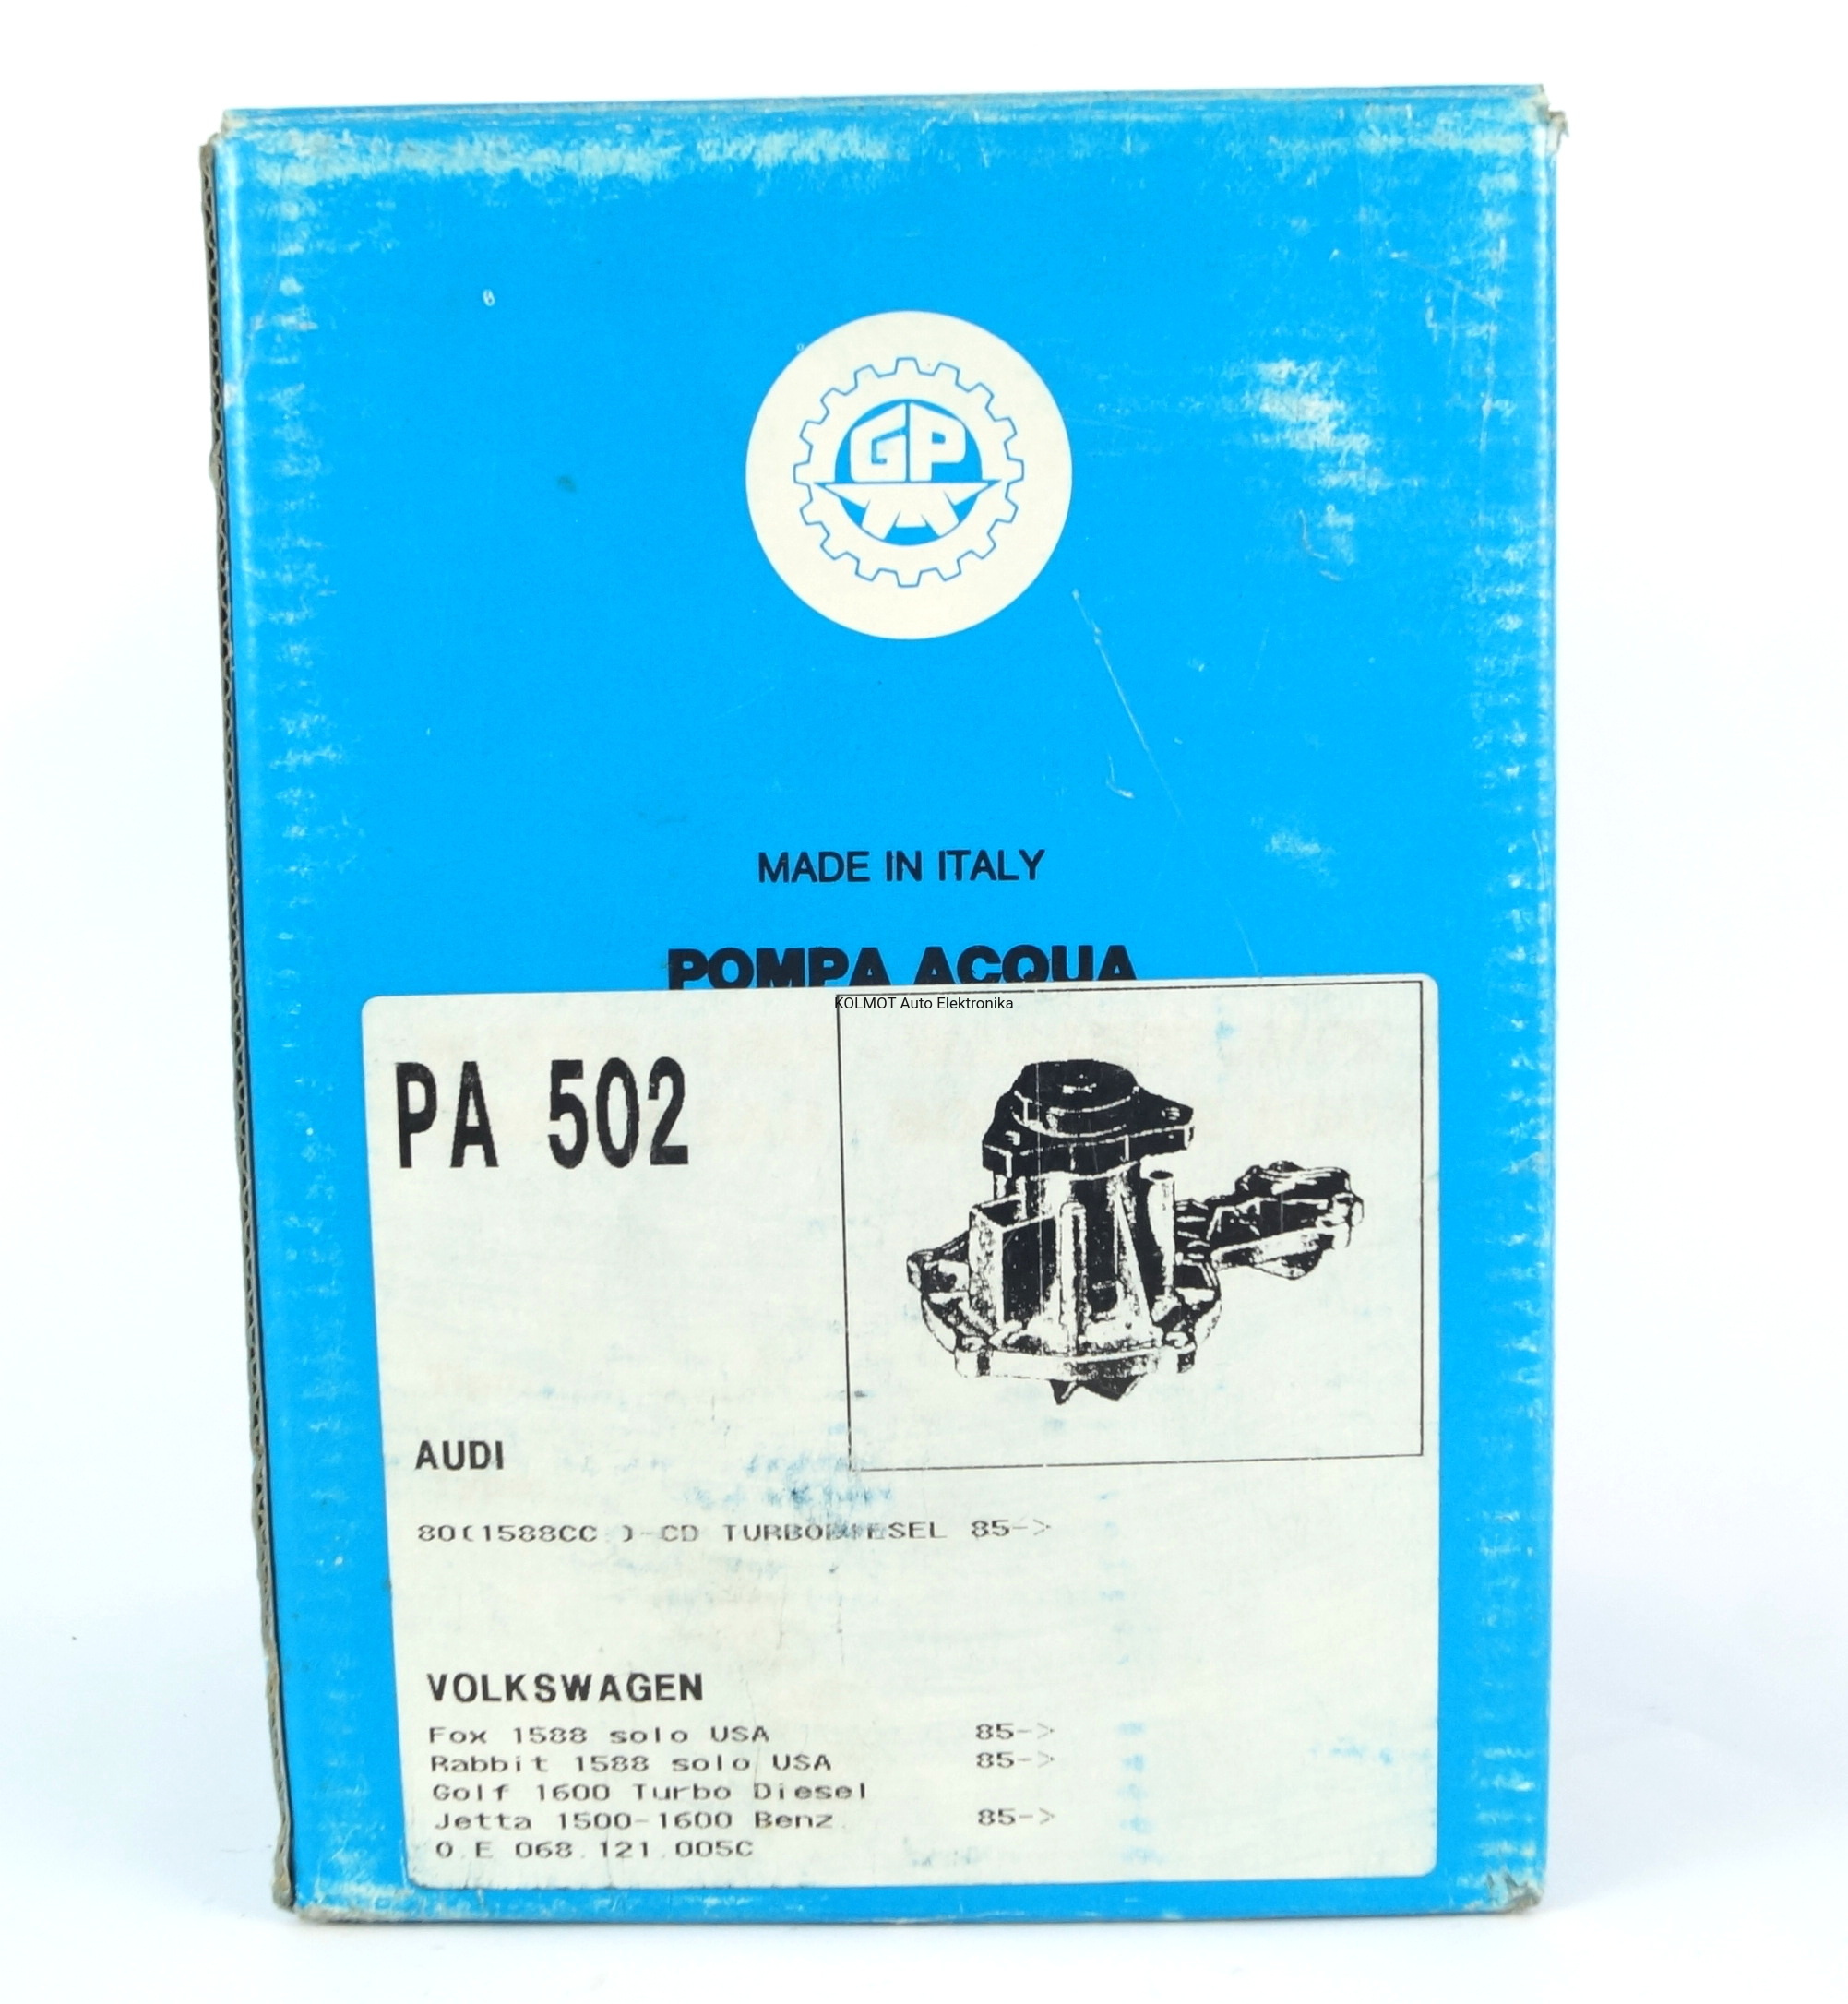 GP
MADE IN ITALY
POMPA ACQUA
KOLMOT Auto Elektronika
PA 502
AUDI
80(1588CC )-CD TURBODIESEL 85->
VOLKSWAGEN
Fox 1588 solo USA 85->
Rabbit 1588 solo USA 85->
Golf 1600 Turbo Diesel
Jetta 1500-1600 Benz. 85->
O.E 068.121.005C